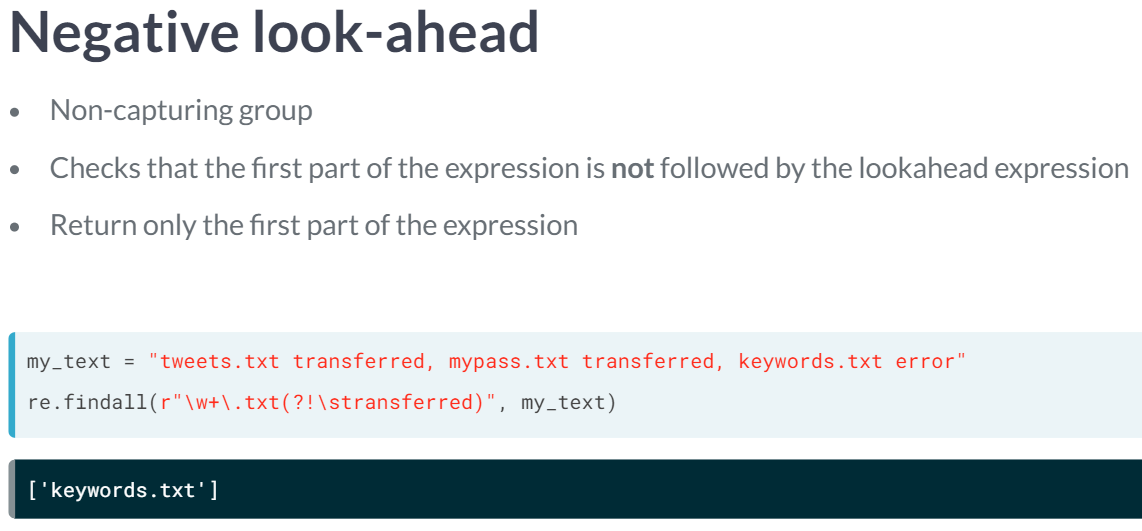 Negative look-ahead
• Non-capturing group
• Checks that the first part of the expression is not followed by the lookahead expression
• Return only the first part of the expression
my_text = "tweets.txt transferred, mypass.txt transferred, keywords.txt error"
re.findall(r"\w+\.txt(?!\stransferred)", my_text)
['keywords.txt']